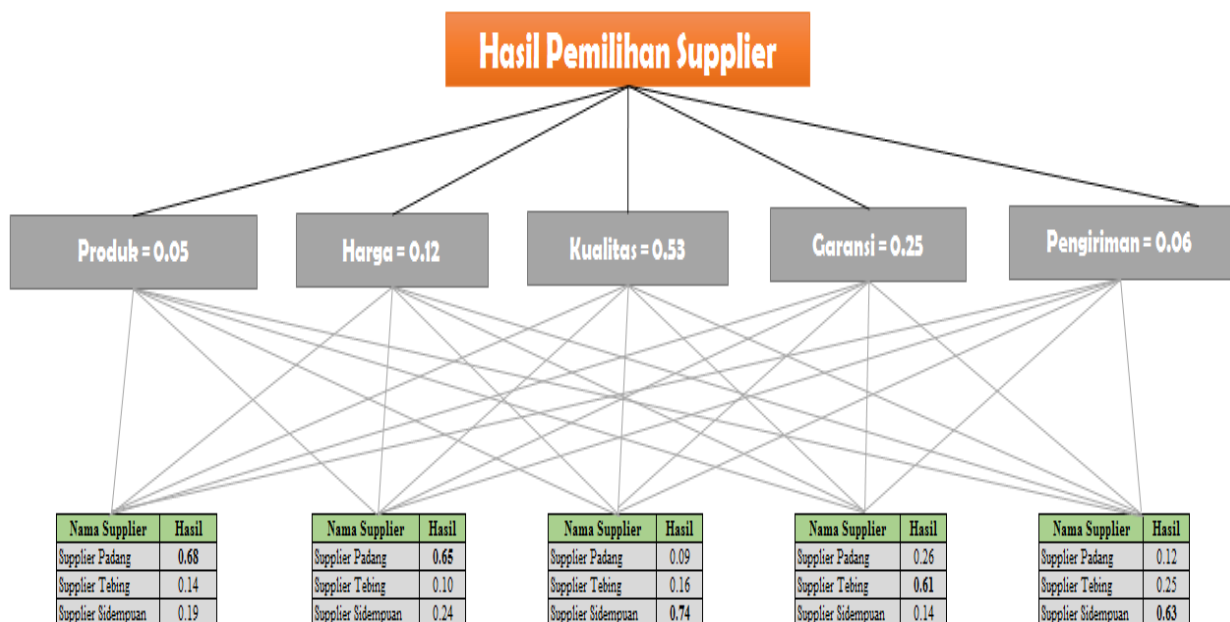 Hasil Pemilihan Supplier
Produk = 0.05
Harga = 0.12
Kualitas = 0.53
Garansi = 0.25
Pengiriman = 0.06
Nama Supplier Hasil
Supplier Padang 0.68
Supplier Tebing 0.14
Supplier Sidempuan 0.19
Nama Supplier Hasil
Supplier Padang 0.65
Supplier Tebing 0.10
Supplier Sidempuan 0.24
Nama Supplier Hasil
Supplier Padang 0.09
Supplier Tebing 0.16
Supplier Sidempuan 0.74
Nama Supplier Hasil
Supplier Padang 0.26
Supplier Tebing 0.61
Supplier Sidempuan 0.14
Nama Supplier Hasil
Supplier Padang 0.12
Supplier Tebing 0.25
Supplier Sidempuan 0.63